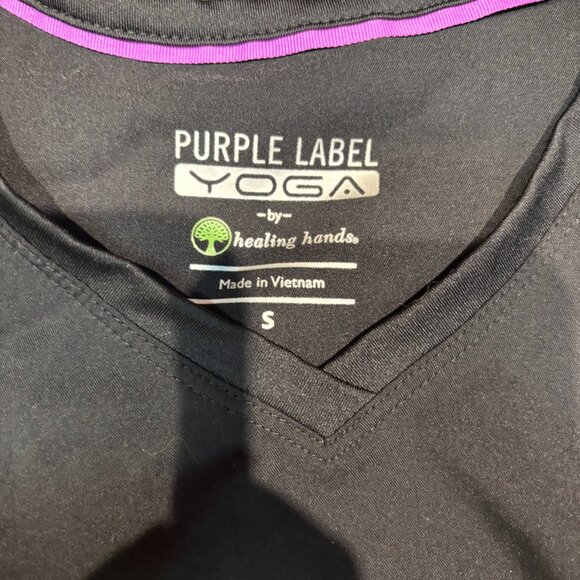 PURPLE LABEL
YOGA
-by-
healing hands®
Made in Vietnam
S